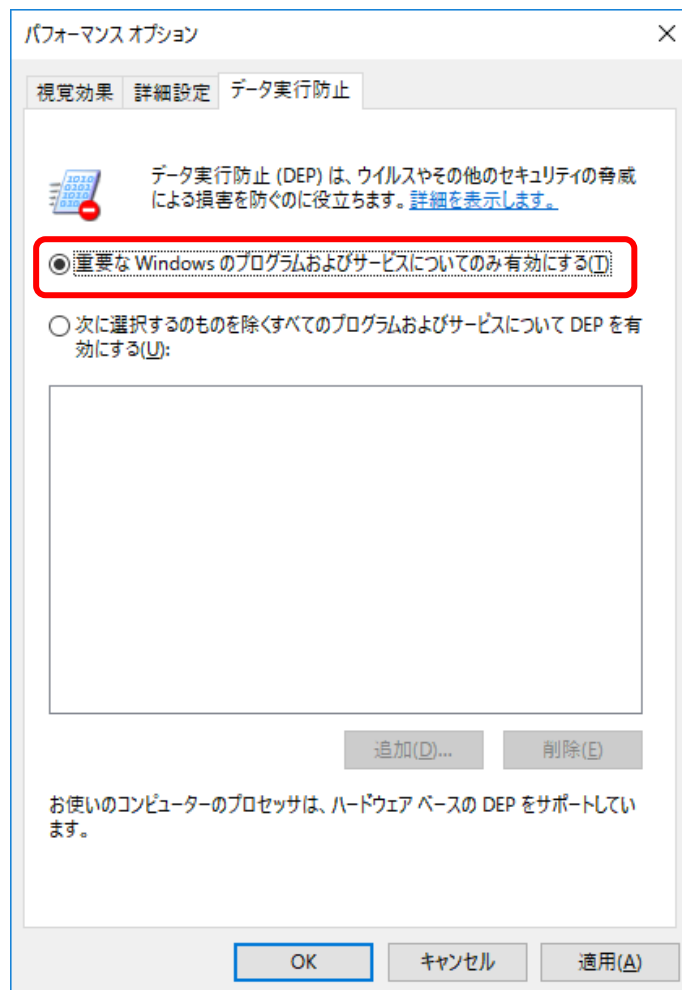 パフォーマンス オプション
視覚効果 詳細設定 データ実行防止
データ実行防止 (DEP) は、ウイルスやその他のセキュリティの脅威
による損害を防ぐのに役立ちます。詳細を表示します。
重要な Windows のプログラムおよびサービスについてのみ有効にする(T)
次に選択するのものを除くすべてのプログラムおよびサービスについて DEP を有
効にする(U):
追加(D)... 削除(E)
お使いのコンピューターのプロセッサは、ハードウェア ベースの DEP をサポートしてい
ます。
OK キャンセル 適用(A)